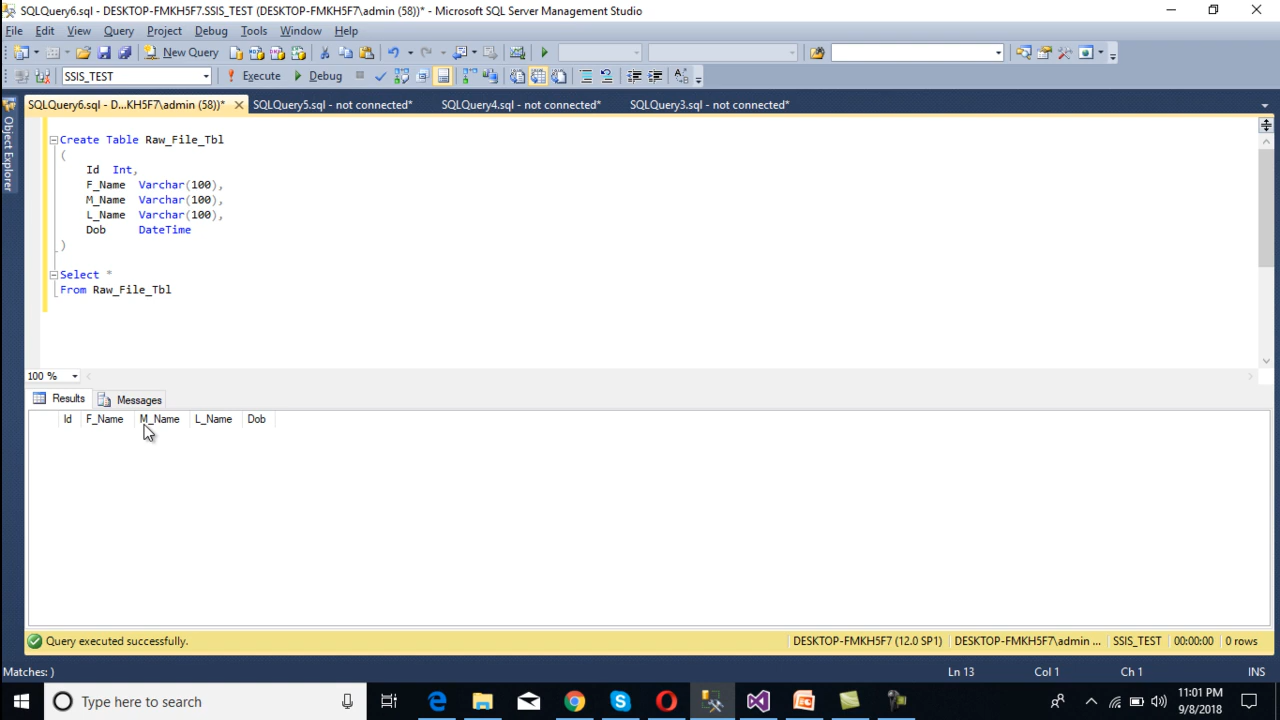 SQLQuery6.sql - DESKTOP-FMKH5F7.SSIS_TEST (DESKTOP-FMKH5F7\admin (58))* - Microsoft SQL Server Management Studio
File Edit View Query Project Debug Tools Window Help
New Query
SSIS_TEST Execute Debug
SQLQuery6.sql - D...KH5F7\admin (58))* SQLQuery5.sql - not connected* SQLQuery4.sql - not connected* SQLQuery3.sql - not connected*
Object Explorer
Create Table Raw_File_Tbl
(
Id Int,
F_Name Varchar(100),
M_Name Varchar(100),
L_Name Varchar(100),
Dob DateTime
)
Select *
From Raw_File_Tbl
100 %
Results Messages
Id F_Name M_Name L_Name Dob
Query executed successfully. DESKTOP-FMKH5F7 (12.0 SP1) DESKTOP-FMKH5F7\admin ... SSIS_TEST 00:00:00 0 rows
Matches: ) Ln 13 Col 1 Ch 1 INS
Type here to search
11:01 PM
9/8/2018